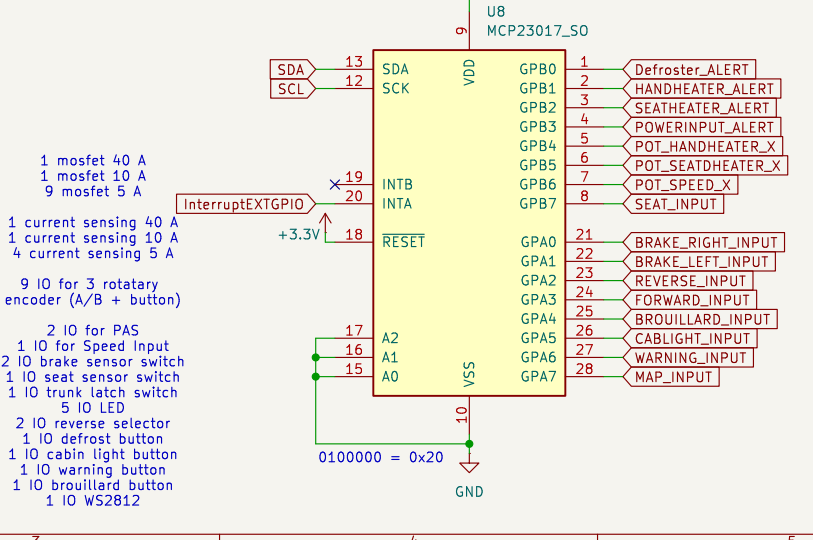 U8
MCP23017_SO
9
VDD
SDA 13 SDA
SCL 12 SCK
GPB0 1 Defroster_ALERT
GPB1 2 HANDHEATER_ALERT
GPB2 3 SEATHEATER_ALERT
GPB3 4 POWERINPUT_ALERT
GPB4 5 POT_HANDHEATER_X
GPB5 6 POT_SEATDHEATER_X
GPB6 7 POT_SPEED_X
GPB7 8 SEAT_INPUT
19 INTB
InterruptEXTGPIO 20 INTA
+3.3V 18 RESET
GPA0 21 BRAKE_RIGHT_INPUT
GPA1 22 BRAKE_LEFT_INPUT
GPA2 23 REVERSE_INPUT
GPA3 24 FORWARD_INPUT
GPA4 25 BROUILLARD_INPUT
GPA5 26 CABLIGHT_INPUT
GPA6 27 WARNING_INPUT
GPA7 28 MAP_INPUT
17 A2
16 A1
15 A0
VSS
10
0100000 = 0x20
GND
1 mosfet 40 A
1 mosfet 10 A
9 mosfet 5 A
1 current sensing 40 A
1 current sensing 10 A
4 current sensing 5 A
9 IO for 3 rotatary
encoder (A/B + button)
2 IO for PAS
1 IO for Speed Input
2 IO brake sensor switch
1 IO seat sensor switch
1 IO trunk latch switch
5 IO LED
2 IO reverse selector
1 IO defrost button
1 IO cabin light button
1 IO warning button
1 IO brouillard button
1 IO WS2812